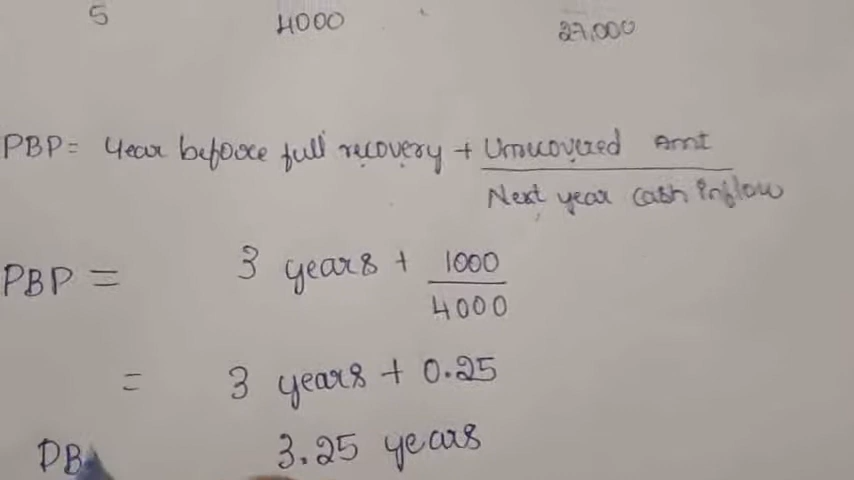 5 4000 27,000
PBP = Year before full recovery + Unrecovered Amt
Next year cash inflow
PBP = 3 years + 1000
4000
= 3 years + 0.25
PB 3.25 years